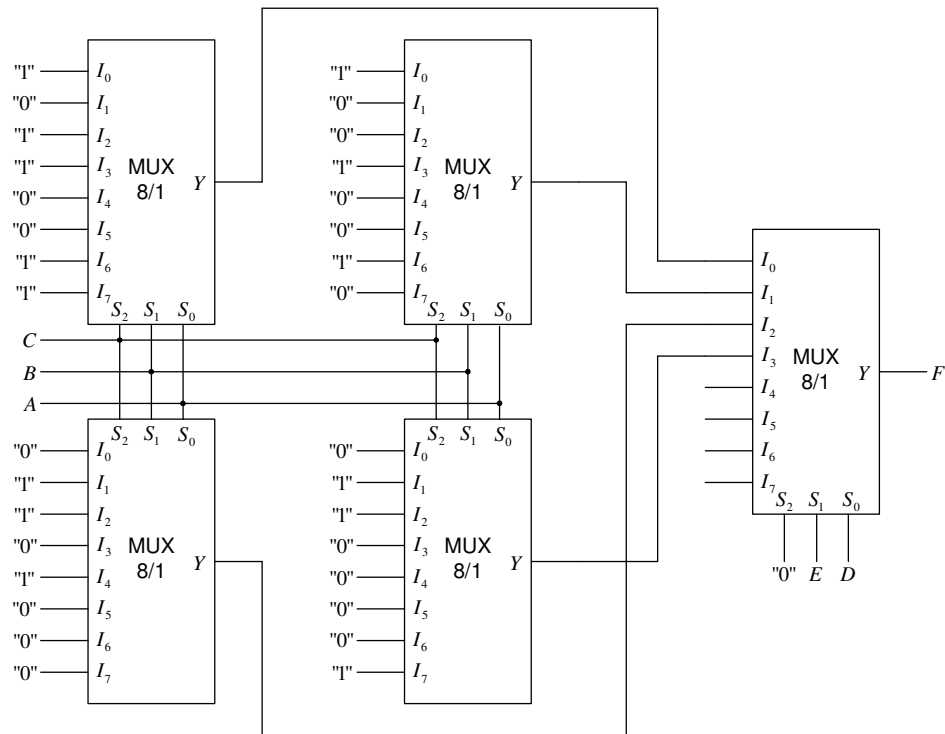 "1" I₀
"0" I₁
"1" I₂
"1" I₃
"0" I₄
"0" I₅
"1" I₆
"1" I₇
MUX
8/1
Y
S₂ S₁ S₀
"1" I₀
"0" I₁
"0" I₂
"1" I₃
"0" I₄
"0" I₅
"1" I₆
"0" I₇
MUX
8/1
Y
S₂ S₁ S₀
C
B
A
S₂ S₁ S₀
"0" I₀
"1" I₁
"1" I₂
"0" I₃
"1" I₄
"0" I₅
"0" I₆
"0" I₇
MUX
8/1
Y
S₂ S₁ S₀
"0" I₀
"1" I₁
"1" I₂
"0" I₃
"0" I₄
"0" I₅
"0" I₆
"1" I₇
MUX
8/1
Y
I₀
I₁
I₂
I₃
I₄
I₅
I₆
I₇
MUX
8/1
Y F
S₂ S₁ S₀
"0" E D